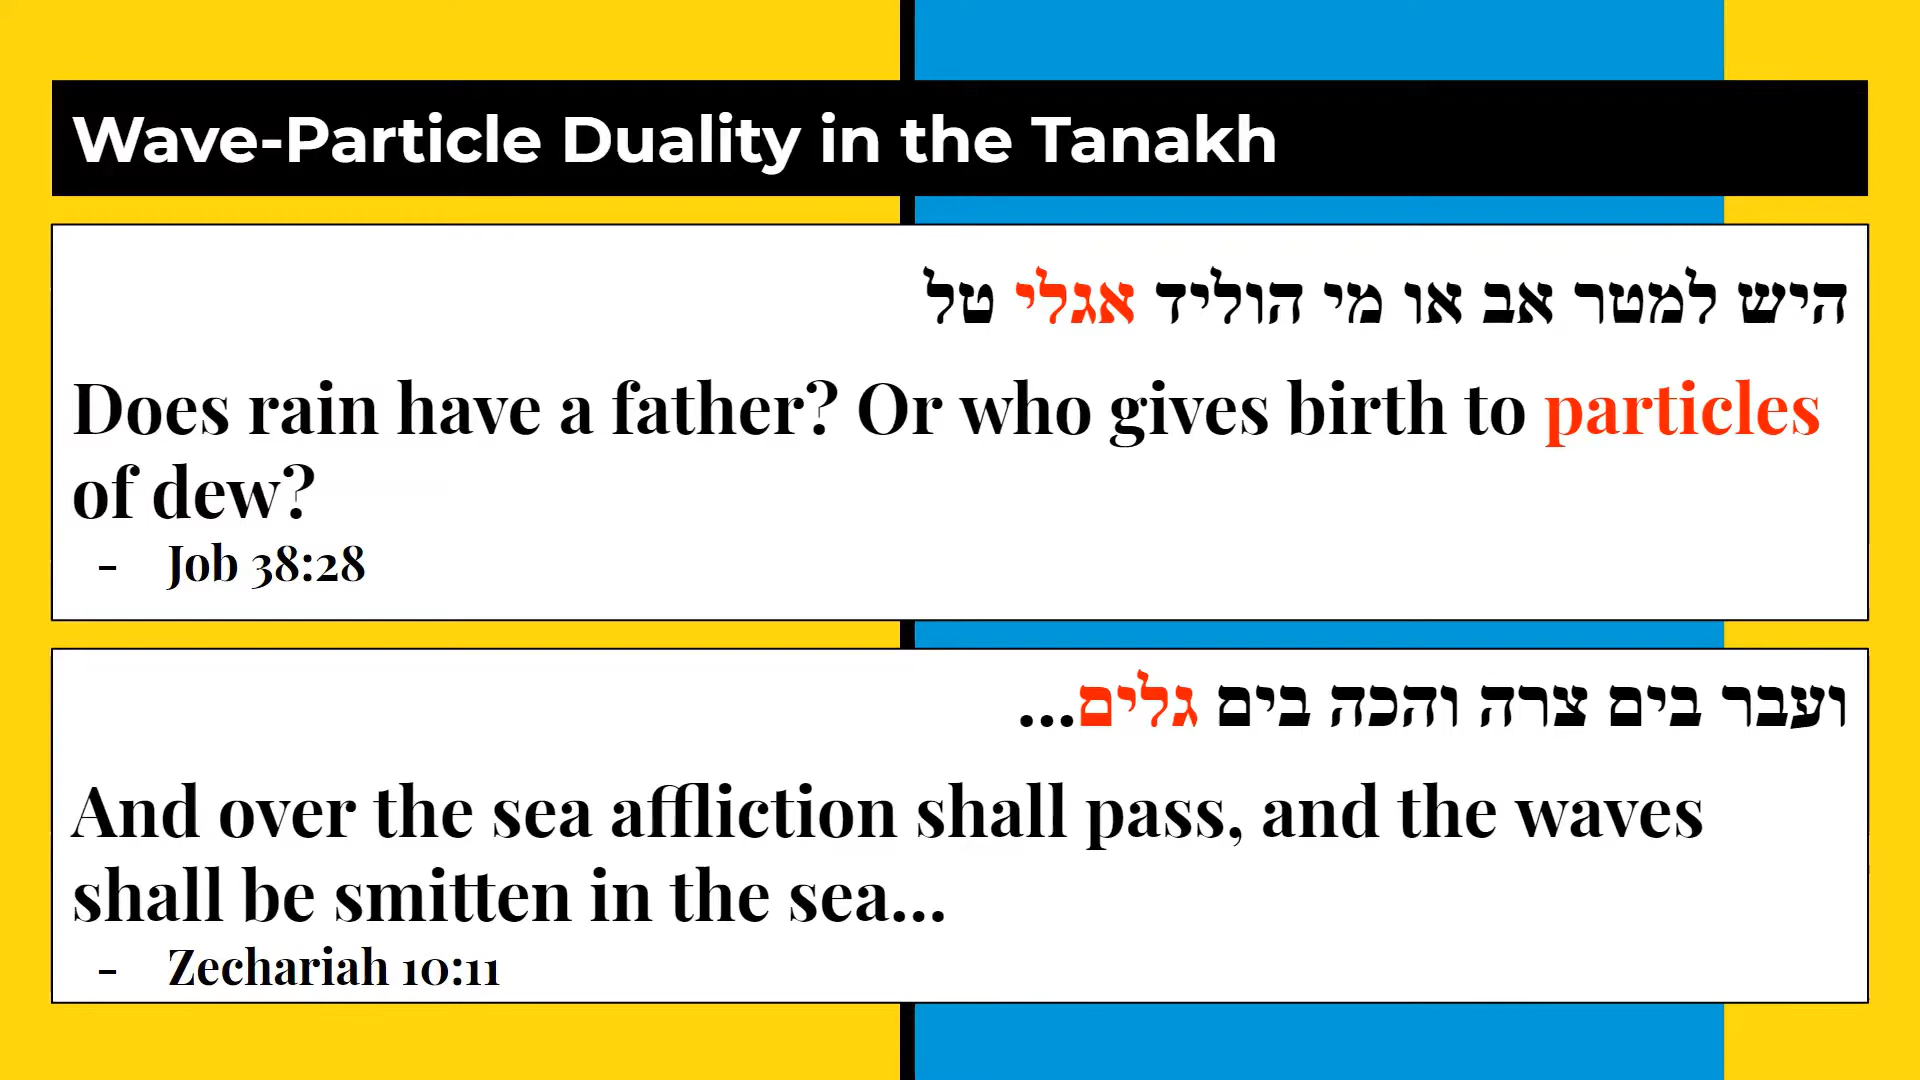 Wave-Particle Duality in the Tanakh
היש למטר אב או מי הוליד אגלי טל
Does rain have a father? Or who gives birth to particles
of dew?
- Job 38:28
ועבר בים צרה והכה בים גלים...
And over the sea affliction shall pass, and the waves
shall be smitten in the sea...
- Zechariah 10:11